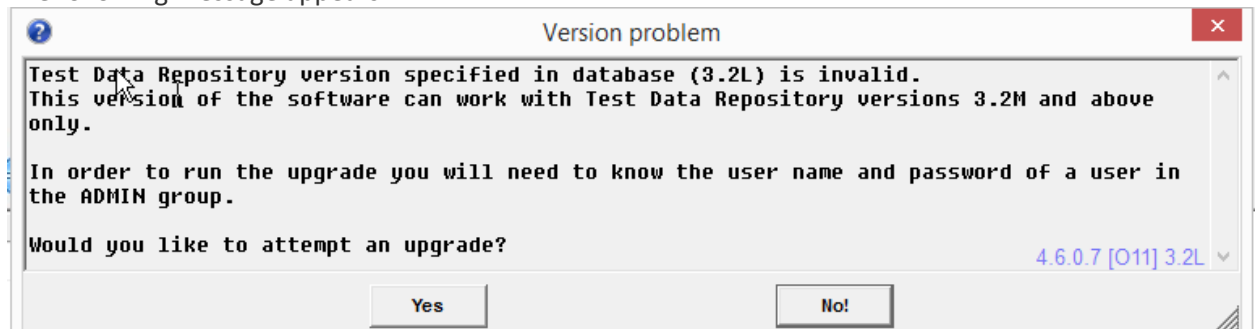 Version problem
Test Data Repository version specified in database (3.2L) is invalid.
This version of the software can work with Test Data Repository versions 3.2M and above
only.
In order to run the upgrade you will need to know the user name and password of a user in
the ADMIN group.
Would you like to attempt an upgrade?
4.6.0.7 [O11] 3.2L
Yes
No!